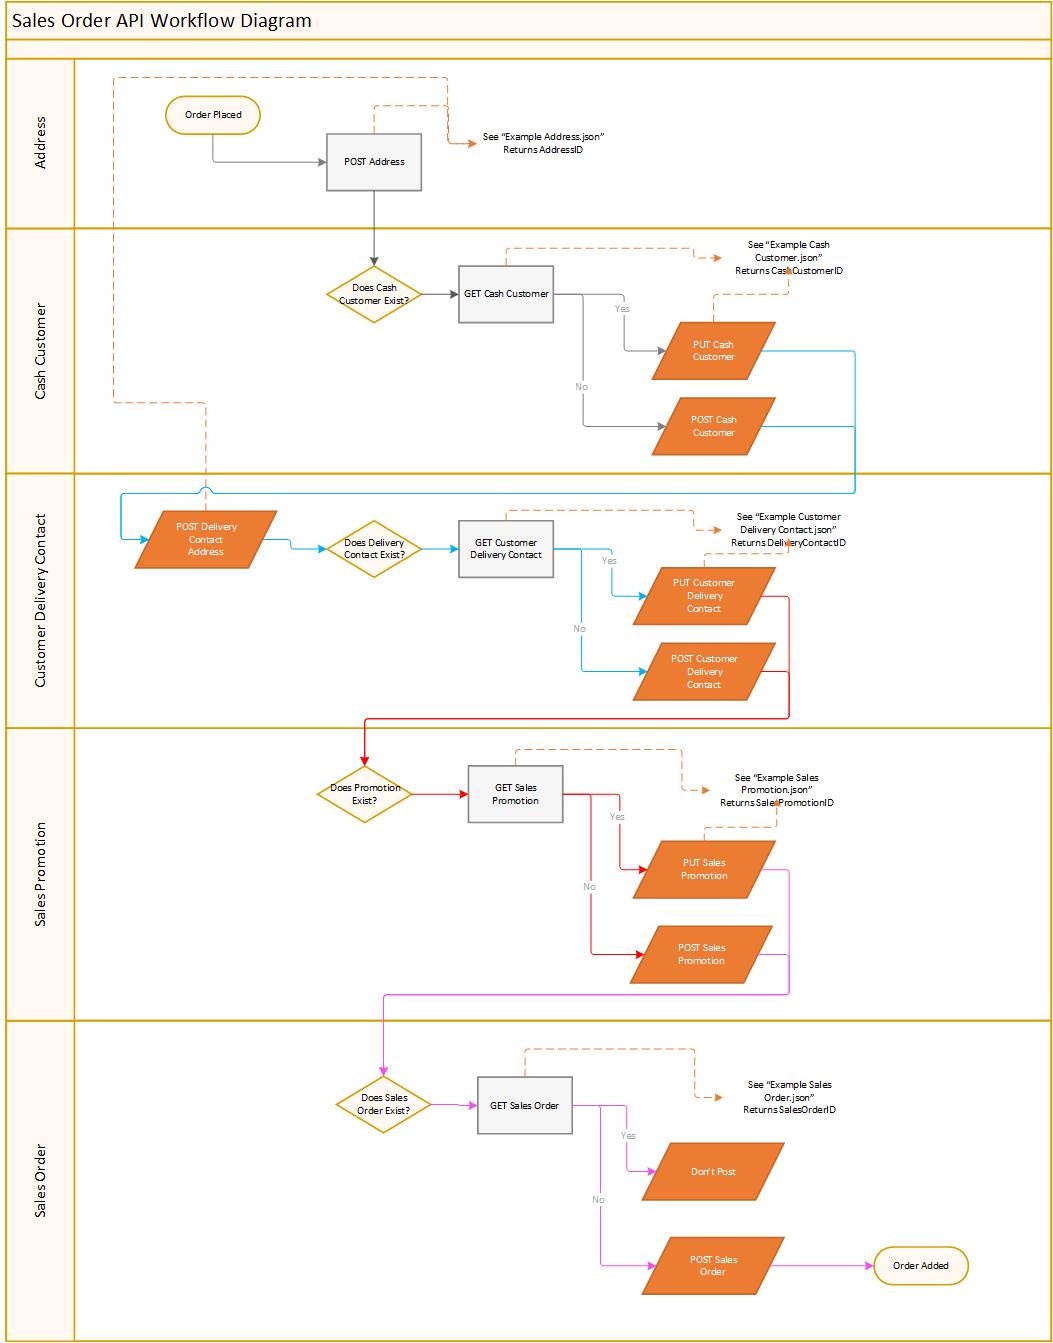 Sales Order API Workflow Diagram
Address
Order Placed
POST Address
See “Example Address.json”
Returns AddressID
Cash Customer
Does Cash
Customer Exist?
GET Cash Customer
See “Example Cash
Customer.json”
Returns CashCustomerID
Yes
PUT Cash
Customer
No
POST Cash
Customer
Customer Delivery Contact
POST Delivery
Contact
Address
Does Delivery
Contact Exist?
GET Customer
Delivery Contact
See “Example Customer
Delivery Contact.json”
Returns DeliveryContactID
Yes
PUT Customer
Delivery
Contact
No
POST Customer
Delivery
Contact
Sales Promotion
Does Promotion
Exist?
GET Sales
Promotion
See “Example Sales
Promotion.json”
Returns SalesPromotionID
Yes
PUT Sales
Promotion
No
POST Sales
Promotion
Sales Order
Does Sales
Order Exist?
GET Sales Order
See “Example Sales
Order.json”
Returns SalesOrderID
Yes
Don’t Post
No
POST Sales
Order
Order Added